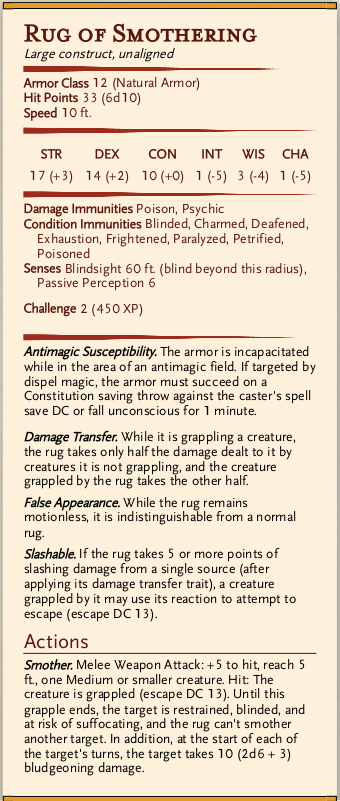 Rug of Smothering
Large construct, unaligned
Armor Class 12 (Natural Armor)
Hit Points 33 (6d10)
Speed 10 ft.
STR DEX CON INT WIS CHA
17 (+3) 14 (+2) 10 (+0) 1 (-5) 3 (-4) 1 (-5)
Damage Immunities Poison, Psychic
Condition Immunities Blinded, Charmed, Deafened,
Exhaustion, Frightened, Paralyzed, Petrified,
Poisoned
Senses Blindsight 60 ft. (blind beyond this radius),
Passive Perception 6
Challenge 2 (450 XP)
Antimagic Susceptibility. The armor is incapacitated
while in the area of an antimagic field. If targeted by
dispel magic, the armor must succeed on a
Constitution saving throw against the caster's spell
save DC or fall unconscious for 1 minute.
Damage Transfer. While it is grappling a creature,
the rug takes only half the damage dealt to it by
creatures it is not grappling, and the creature
grappled by the rug takes the other half.
False Appearance. While the rug remains
motionless, it is indistinguishable from a normal
rug.
Slashable. If the rug takes 5 or more points of
slashing damage from a single source (after
applying its damage transfer trait), a creature
grappled by it may use its reaction to attempt to
escape (escape DC 13).
Actions
Smother. Melee Weapon Attack: +5 to hit, reach 5
ft., one Medium or smaller creature. Hit: The
creature is grappled (escape DC 13). Until this
grapple ends, the target is restrained, blinded, and
at risk of suffocating, and the rug can't smother
another target. In addition, at the start of each of
the target's turns, the target takes 10 (2d6 + 3)
bludgeoning damage.